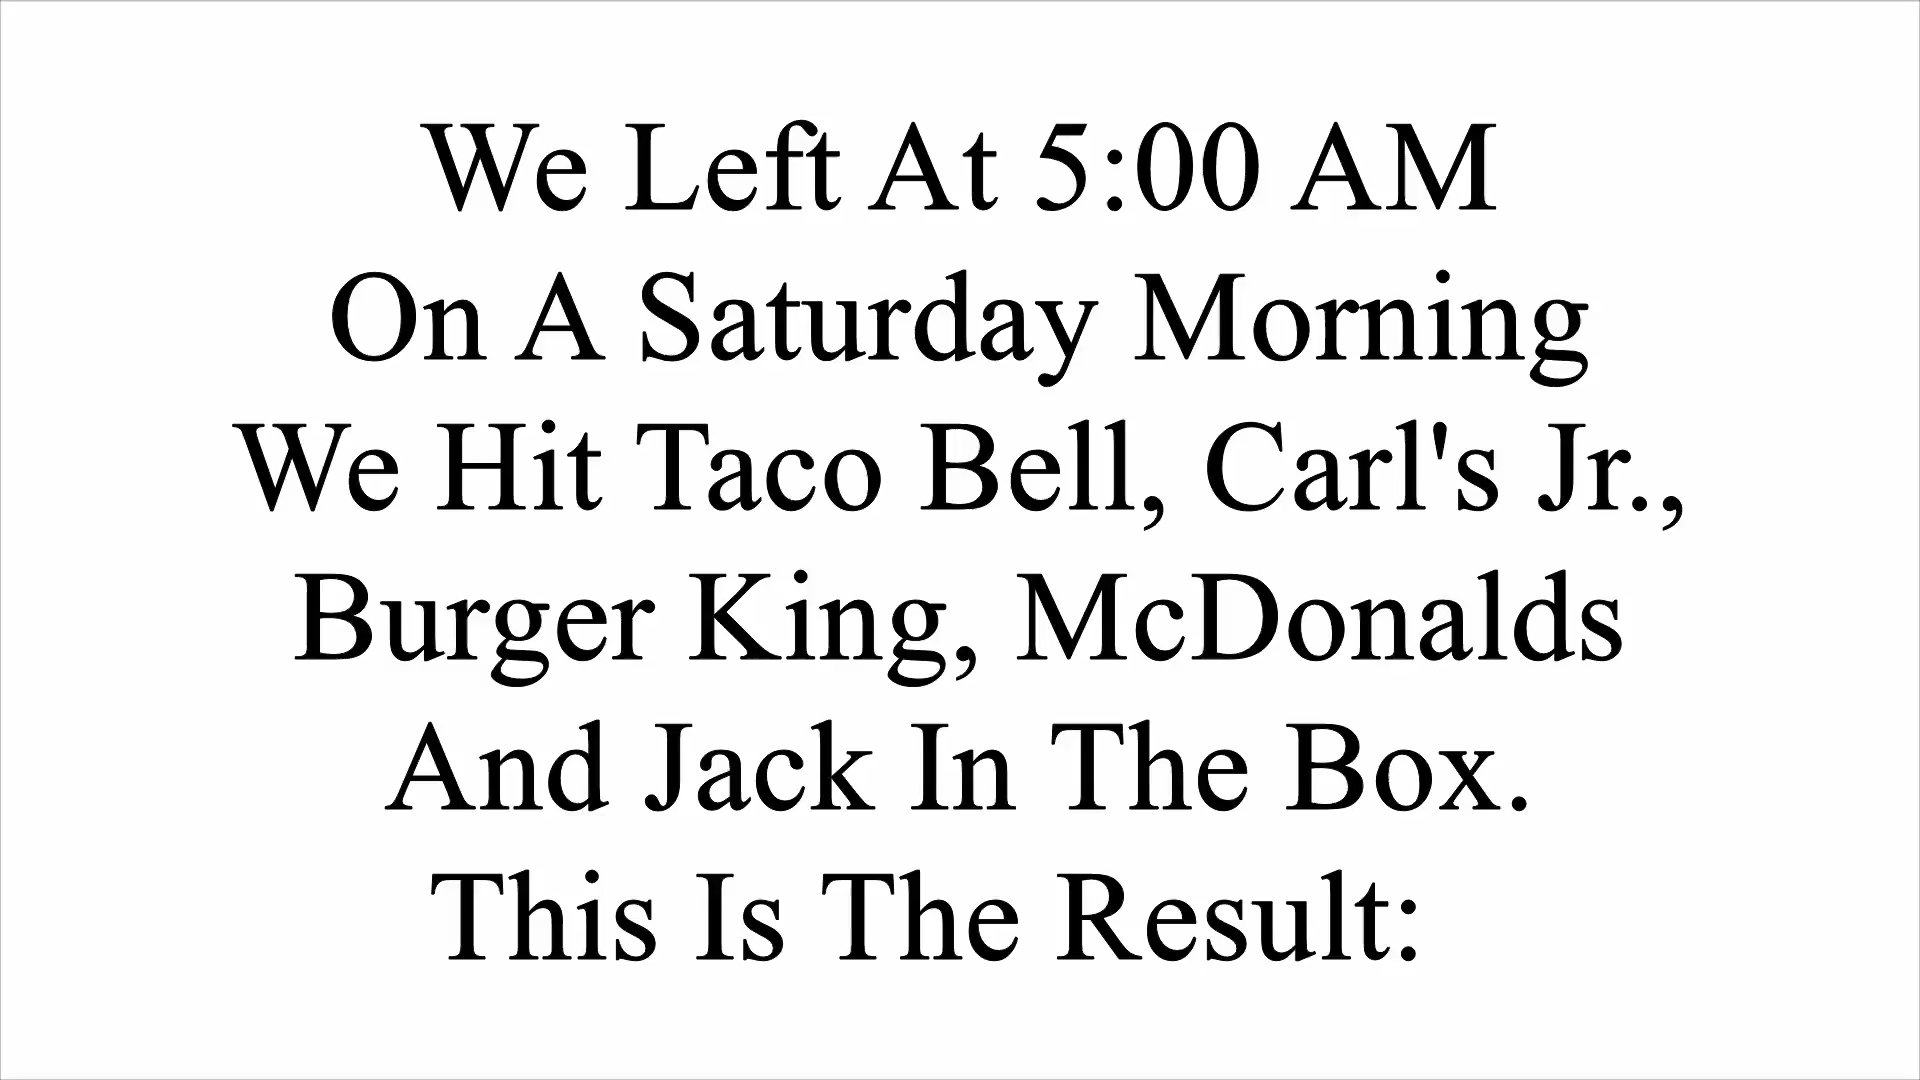 We Left At 5:00 AM
On A Saturday Morning
We Hit Taco Bell, Carl's Jr.,
Burger King, McDonalds
And Jack In The Box.
This Is The Result: